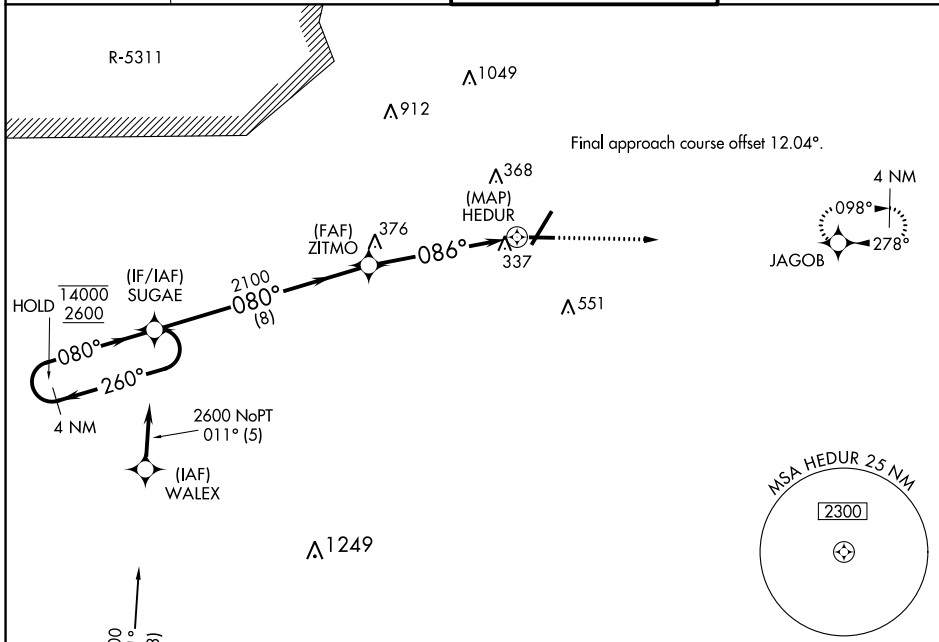 R-5311
1049
912
Final approach course offset 12.04°.
368
4 NM
(MAP)
HEDUR
098°
(FAF)
ZITMO
376
086°
278°
337
JAGOB
(IF/IAF)
SUGAE
2100
080°
(8)
HOLD
14000
2600
551
080°
260°
4 NM
2600 NoPT
011° (5)
(IAF)
WALEX
MSA HEDUR 25 NM
2300
1249